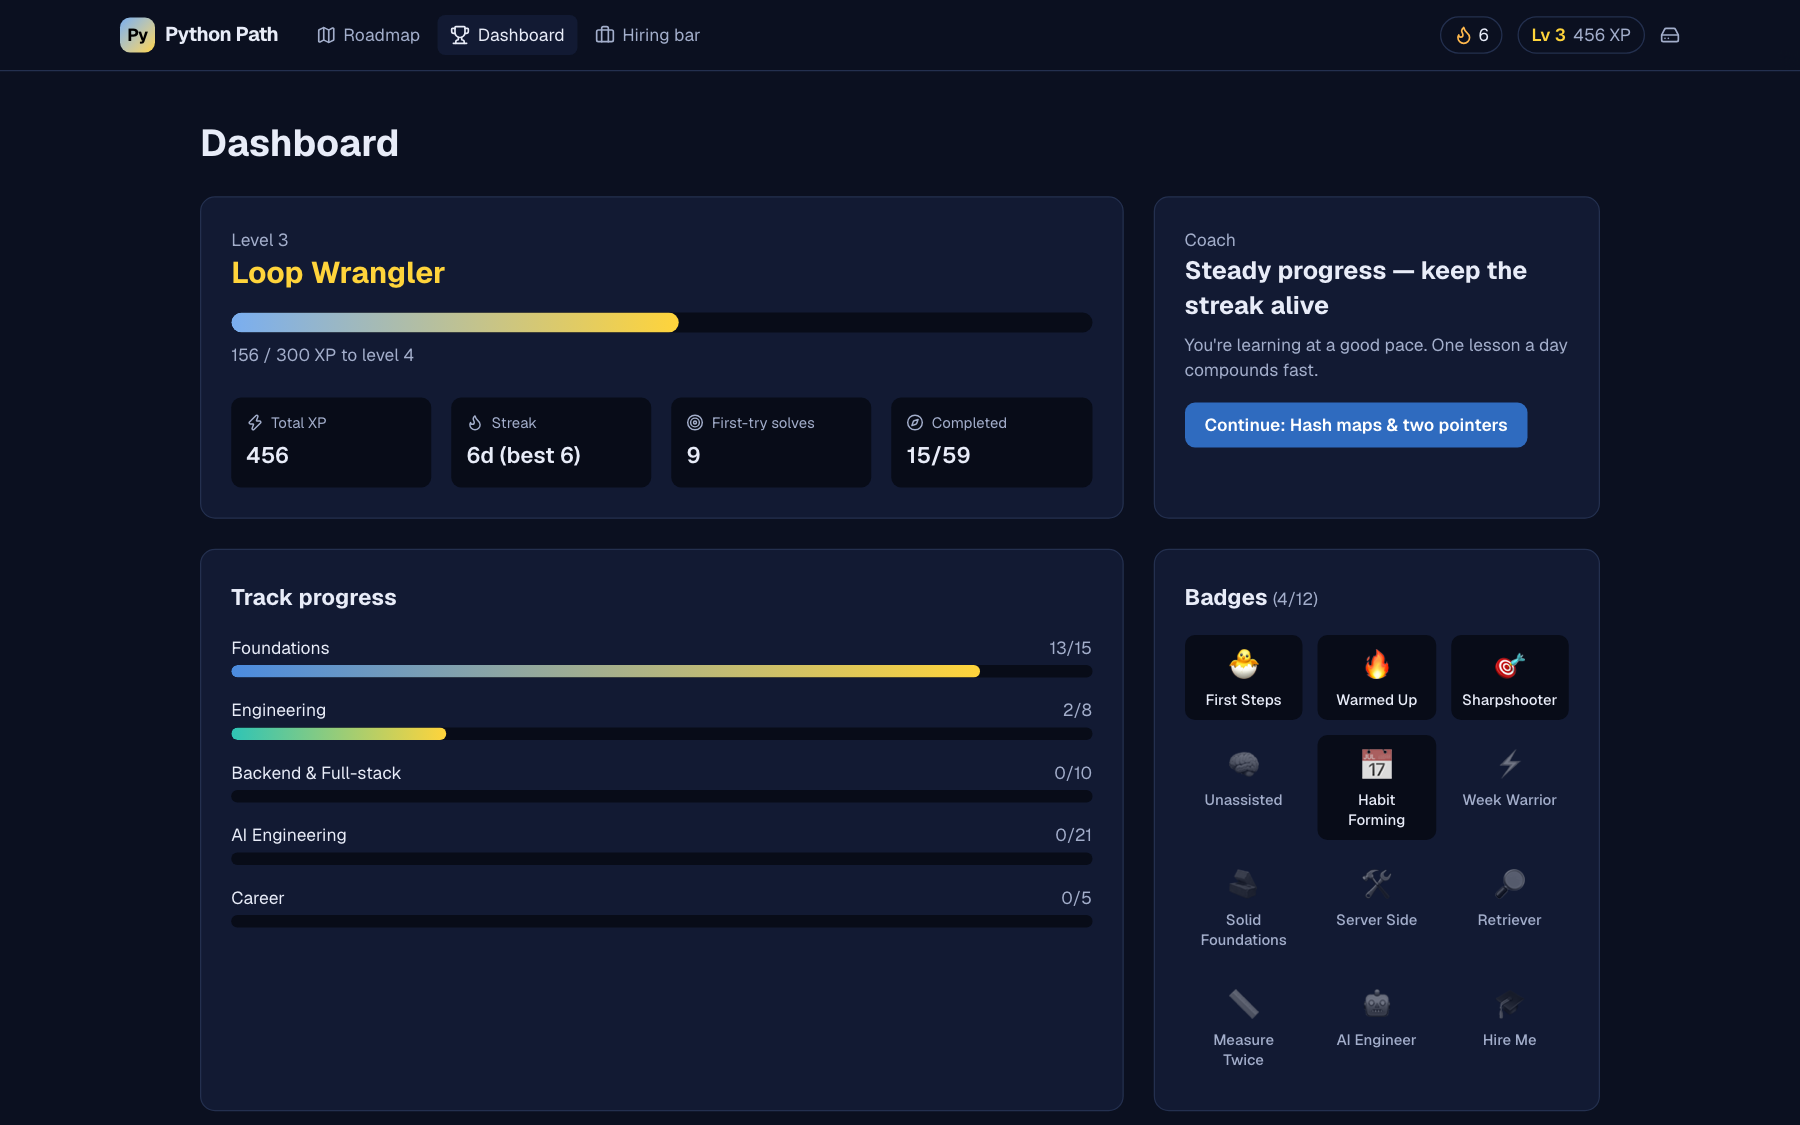 Py Python Path Roadmap Dashboard Hiring bar 6 Lv 3 456 XP
Dashboard
Level 3
Loop Wrangler
156 / 300 XP to level 4
Total XP
456
Streak
6d (best 6)
First-try solves
9
Completed
15/59
Coach
Steady progress — keep the
streak alive
You're learning at a good pace. One lesson a day
compounds fast.
Continue: Hash maps & two pointers
Track progress
Foundations 13/15
Engineering 2/8
Backend & Full-stack 0/10
AI Engineering 0/21
Career 0/5
Badges (4/12)
First Steps
Warmed Up
Sharpshooter
Unassisted
JUL
17
Habit
Forming
Week Warrior
Solid
Foundations
Server Side
Retriever
Measure
Twice
AI Engineer
Hire Me